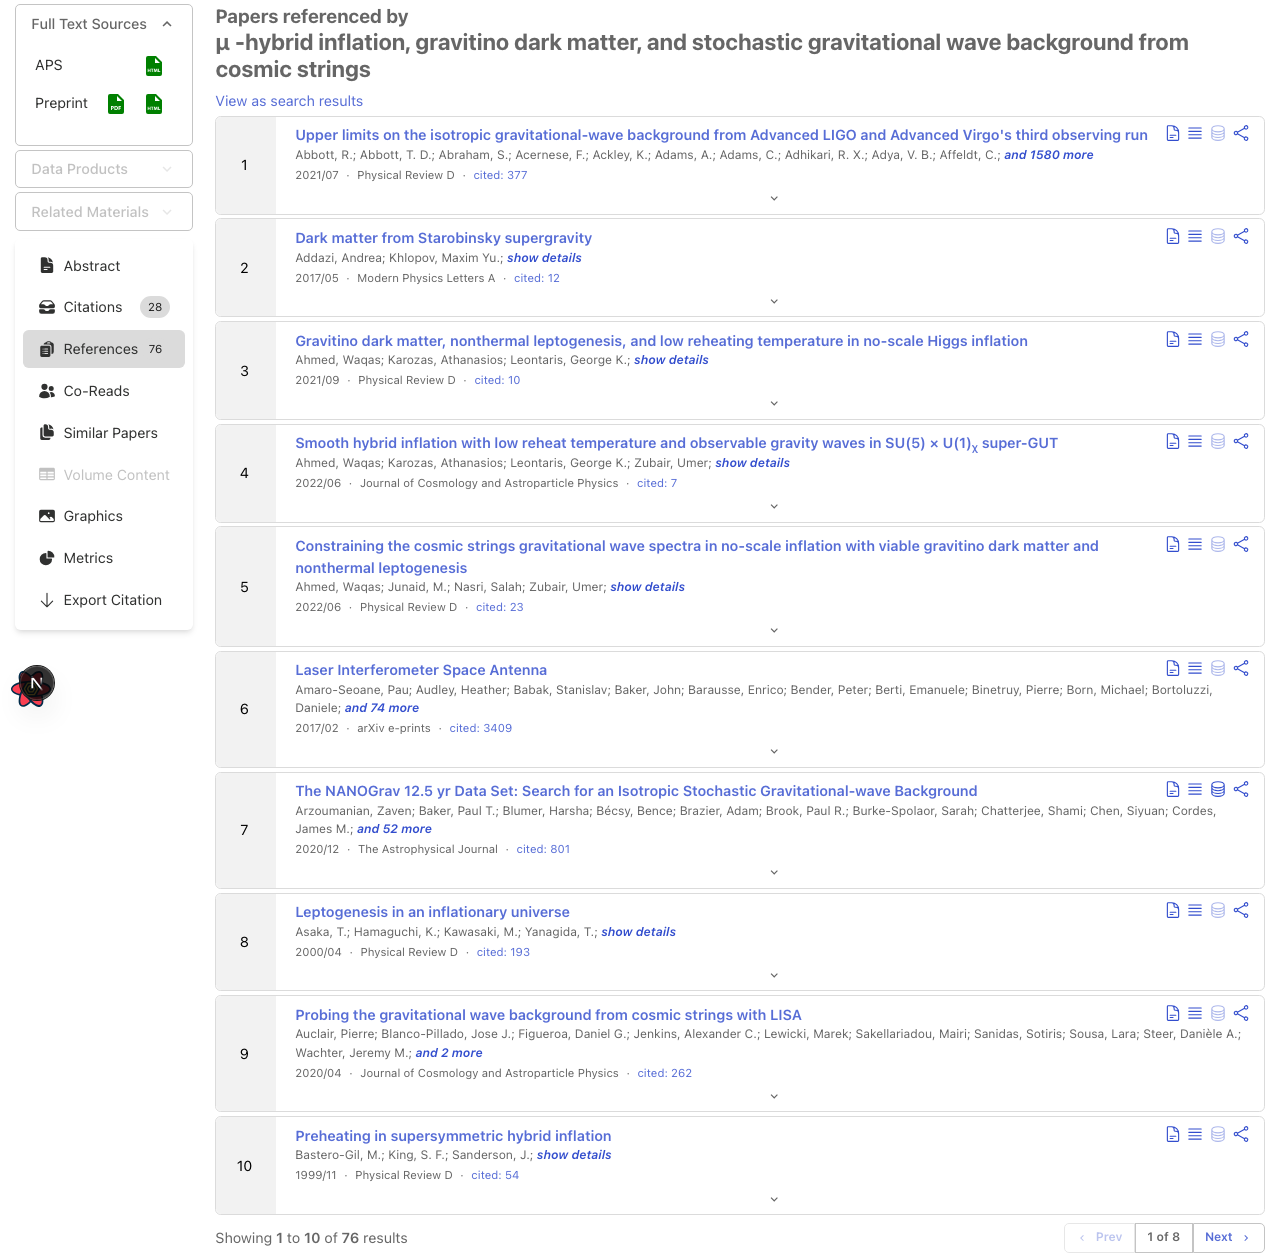 Full Text Sources
APS
HTML
Preprint
PDF
HTML
Data Products
Related Materials
Abstract
Citations 28
References 76
Co-Reads
Similar Papers
Volume Content
Graphics
Metrics
Export Citation
N
Papers referenced by
μ -hybrid inflation, gravitino dark matter, and stochastic gravitational wave background from
cosmic strings
View as search results
1
Upper limits on the isotropic gravitational-wave background from Advanced LIGO and Advanced Virgo's third observing run
Abbott, R.; Abbott, T. D.; Abraham, S.; Acernese, F.; Ackley, K.; Adams, A.; Adams, C.; Adhikari, R. X.; Adya, V. B.; Affeldt, C.; and 1580 more
2021/07 · Physical Review D · cited: 377
2
Dark matter from Starobinsky supergravity
Addazi, Andrea; Khlopov, Maxim Yu.; show details
2017/05 · Modern Physics Letters A · cited: 12
3
Gravitino dark matter, nonthermal leptogenesis, and low reheating temperature in no-scale Higgs inflation
Ahmed, Waqas; Karozas, Athanasios; Leontaris, George K.; show details
2021/09 · Physical Review D · cited: 10
4
Smooth hybrid inflation with low reheat temperature and observable gravity waves in SU(5) × U(1)χ super-GUT
Ahmed, Waqas; Karozas, Athanasios; Leontaris, George K.; Zubair, Umer; show details
2022/06 · Journal of Cosmology and Astroparticle Physics · cited: 7
5
Constraining the cosmic strings gravitational wave spectra in no-scale inflation with viable gravitino dark matter and
nonthermal leptogenesis
Ahmed, Waqas; Junaid, M.; Nasri, Salah; Zubair, Umer; show details
2022/06 · Physical Review D · cited: 23
6
Laser Interferometer Space Antenna
Amaro-Seoane, Pau; Audley, Heather; Babak, Stanislav; Baker, John; Barausse, Enrico; Bender, Peter; Berti, Emanuele; Binetruy, Pierre; Born, Michael; Bortoluzzi,
Daniele; and 74 more
2017/02 · arXiv e-prints · cited: 3409
7
The NANOGrav 12.5 yr Data Set: Search for an Isotropic Stochastic Gravitational-wave Background
Arzoumanian, Zaven; Baker, Paul T.; Blumer, Harsha; Bécsy, Bence; Brazier, Adam; Brook, Paul R.; Burke-Spolaor, Sarah; Chatterjee, Shami; Chen, Siyuan; Cordes,
James M.; and 52 more
2020/12 · The Astrophysical Journal · cited: 801
8
Leptogenesis in an inflationary universe
Asaka, T.; Hamaguchi, K.; Kawasaki, M.; Yanagida, T.; show details
2000/04 · Physical Review D · cited: 193
9
Probing the gravitational wave background from cosmic strings with LISA
Auclair, Pierre; Blanco-Pillado, Jose J.; Figueroa, Daniel G.; Jenkins, Alexander C.; Lewicki, Marek; Sakellariadou, Mairi; Sanidas, Sotiris; Sousa, Lara; Steer, Danièle A.;
Wachter, Jeremy M.; and 2 more
2020/04 · Journal of Cosmology and Astroparticle Physics · cited: 262
10
Preheating in supersymmetric hybrid inflation
Bastero-Gil, M.; King, S. F.; Sanderson, J.; show details
1999/11 · Physical Review D · cited: 54
Showing 1 to 10 of 76 results
Prev 1 of 8 Next